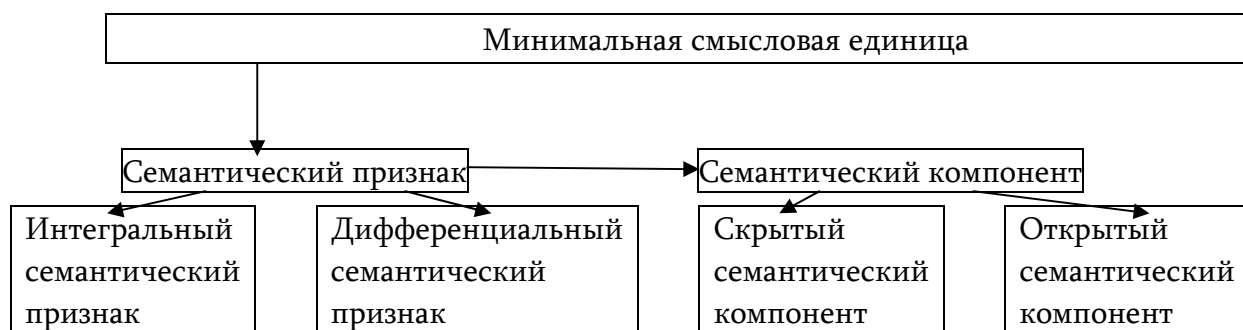 Минимальная смысловая единица
Семантический признак
Семантический компонент
Интегральный
семантический
признак
Дифференциальный
семантический
признак
Скрытый
семантический
компонент
Открытый
семантический
компонент